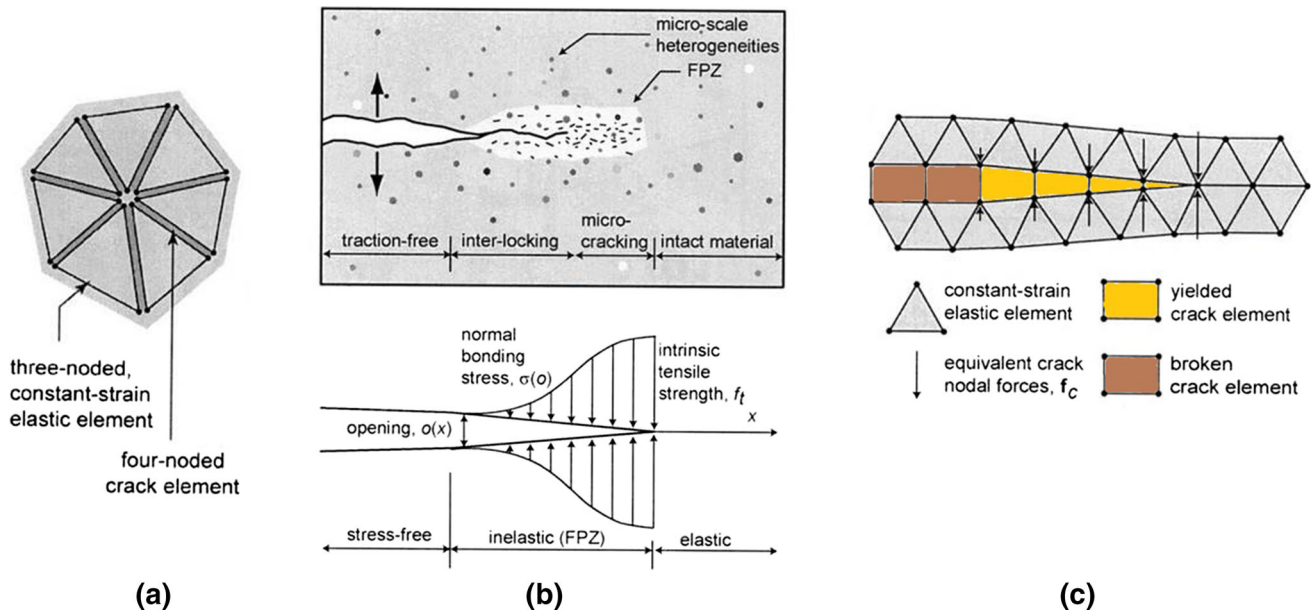 three-noded,
constant-strain
elastic element
four-noded
crack element
(a)
micro-scale
heterogeneities
FPZ
micro-
cracking
traction-free
inter-locking
intact material
normal
bonding
stress, σ(o)
intrinsic
tensile
strength, ft
x
opening, o(x)
stress-free
inelastic (FPZ)
elastic
(b)
constant-strain
elastic element
yielded
crack element
equivalent crack
nodal forces, fc
broken
crack element
(c)